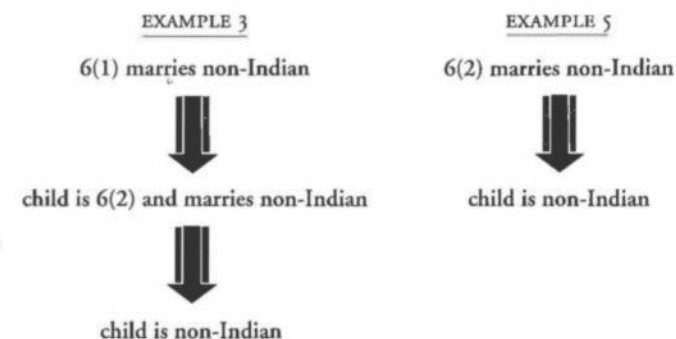 EXAMPLE 3
6(1) marries non-Indian
child is 6(2) and marries non-Indian
child is non-Indian
EXAMPLE 5
6(2) marries non-Indian
child is non-Indian